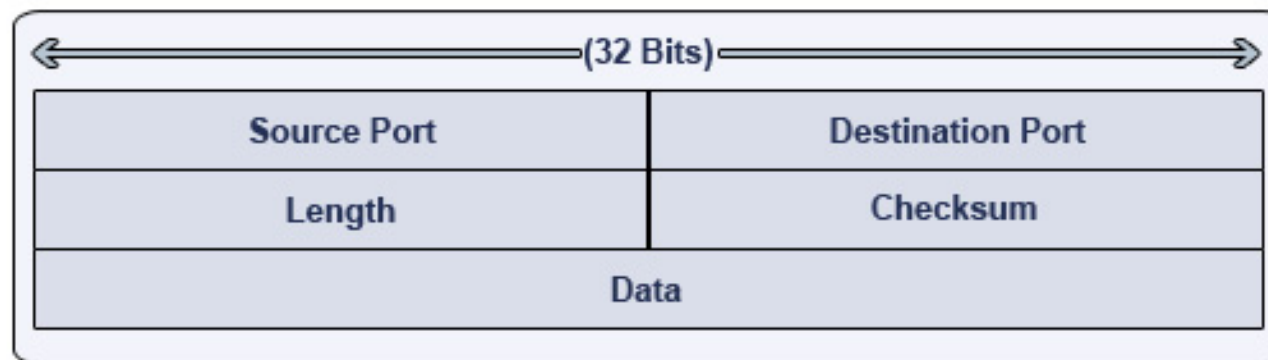 (32 Bits)
Source Port Destination Port
Length Checksum
Data